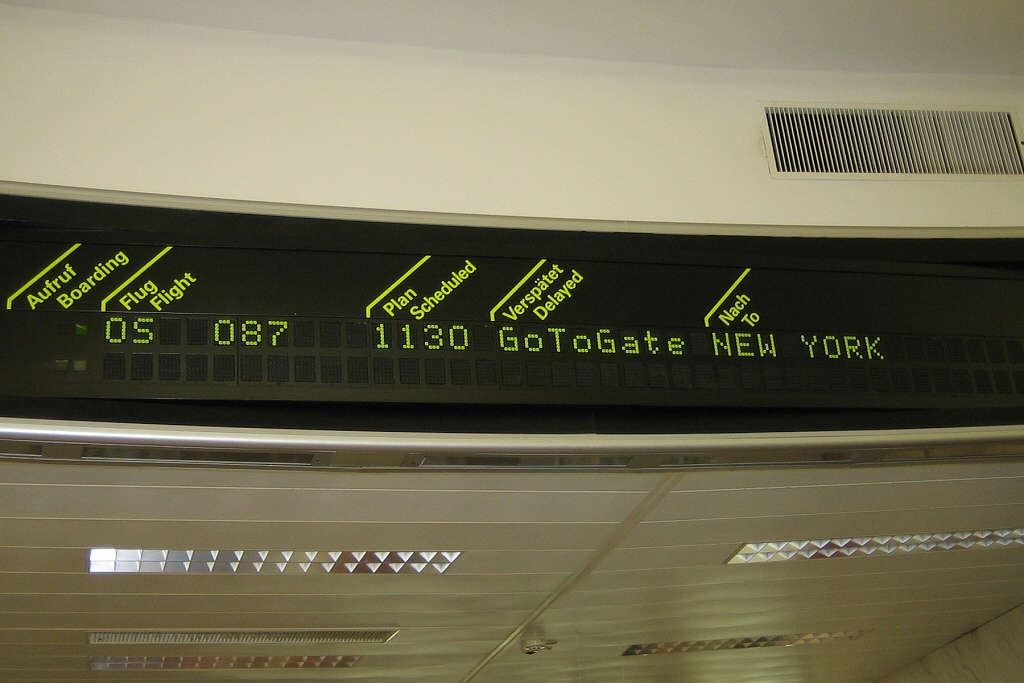 Aufruf
Boarding
Flug
Flight
Plan
Scheduled
Verspätet
Delayed
Nach
To
OS 087 1130 GoToGate NEW YORK